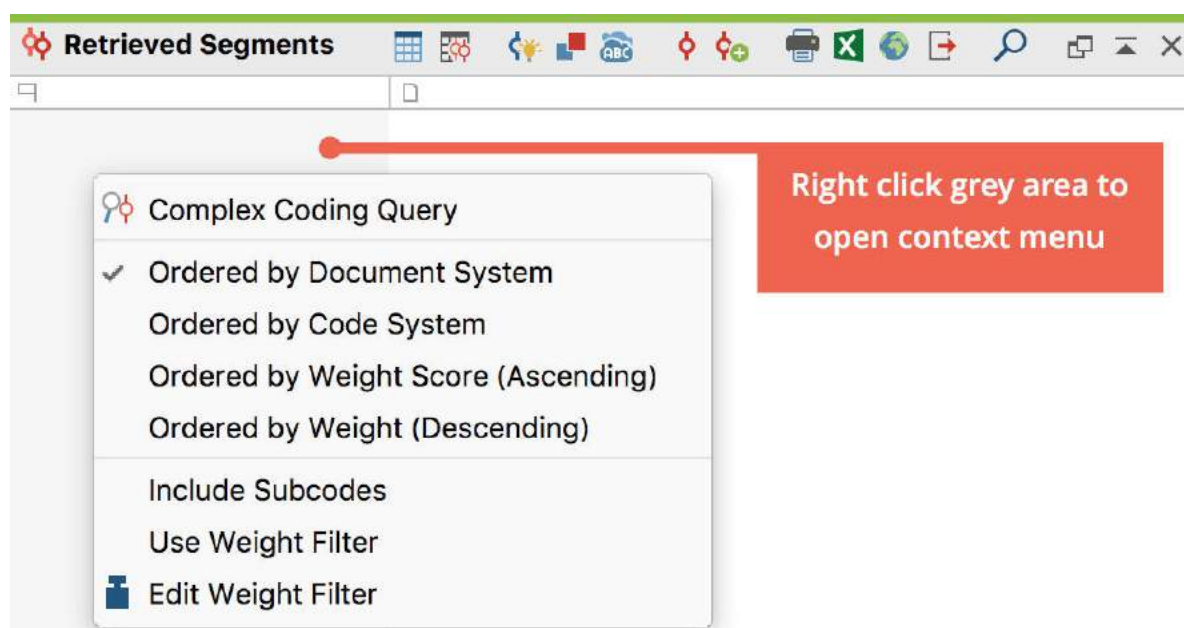 Retrieved Segments
ABC
X
Right click grey area to
open context menu
Complex Coding Query
Ordered by Document System
Ordered by Code System
Ordered by Weight Score (Ascending)
Ordered by Weight (Descending)
Include Subcodes
Use Weight Filter
Edit Weight Filter